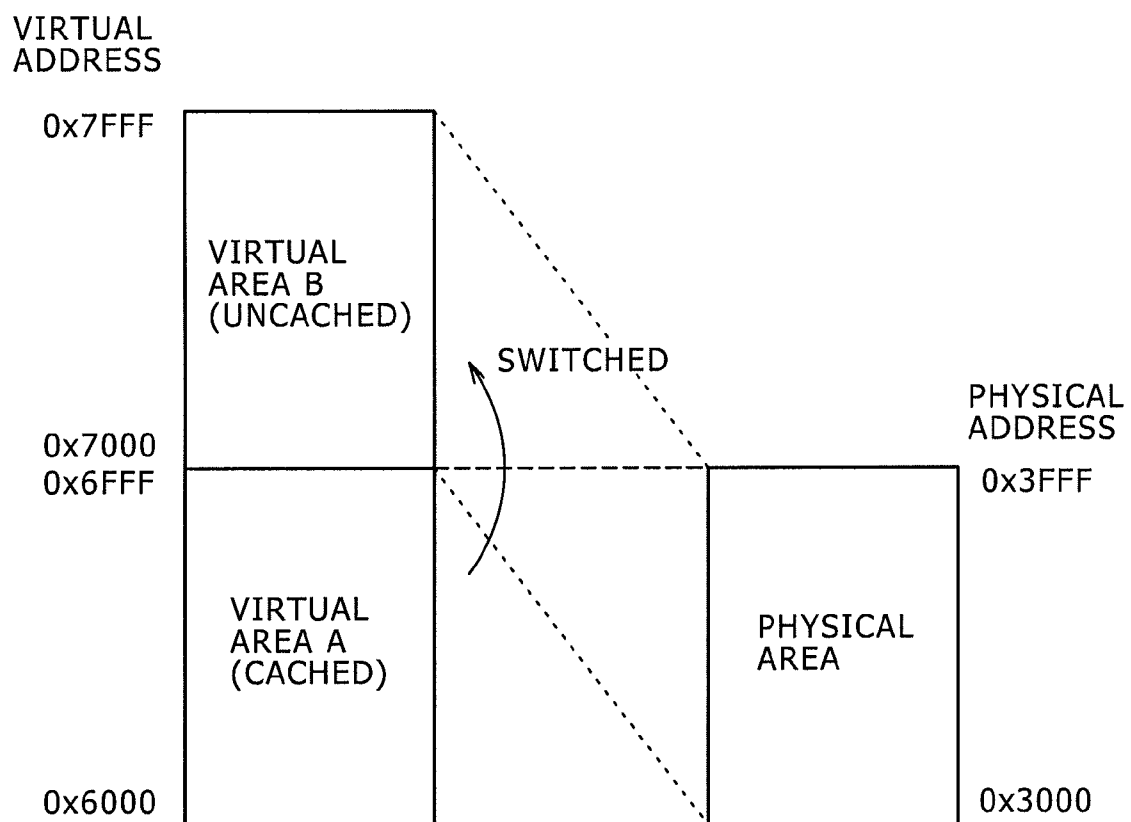 VIRTUAL
ADDRESS
0x7FFF
VIRTUAL
AREA B
(UNCACHED)
SWITCHED
PHYSICAL
ADDRESS
0x7000
0x6FFF
0x3FFF
VIRTUAL
AREA A
(CACHED)
PHYSICAL
AREA
0x6000
0x3000